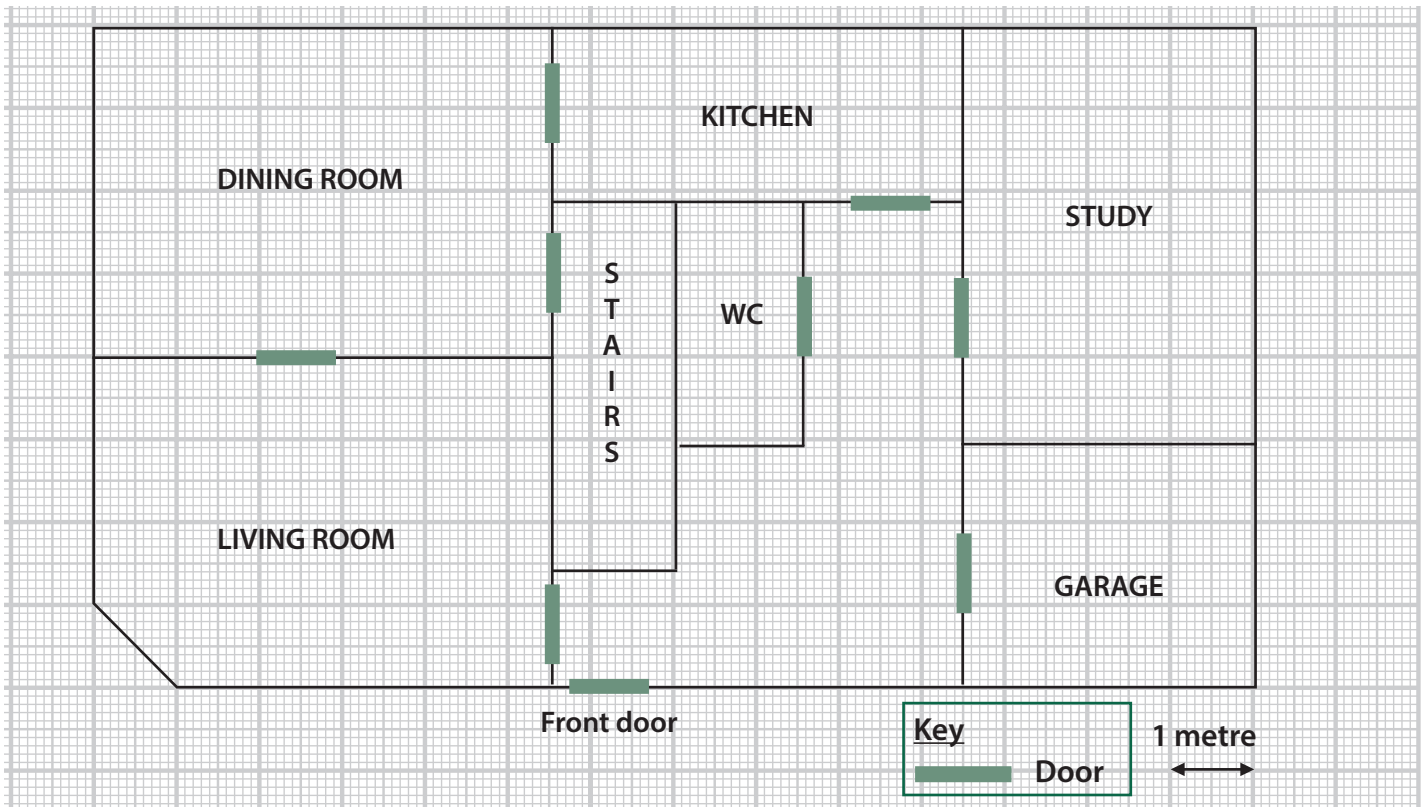 KITCHEN
DINING ROOM
STUDY
S
T
A
I
R
S
WC
LIVING ROOM
GARAGE
Front door
Key
Door
1 metre